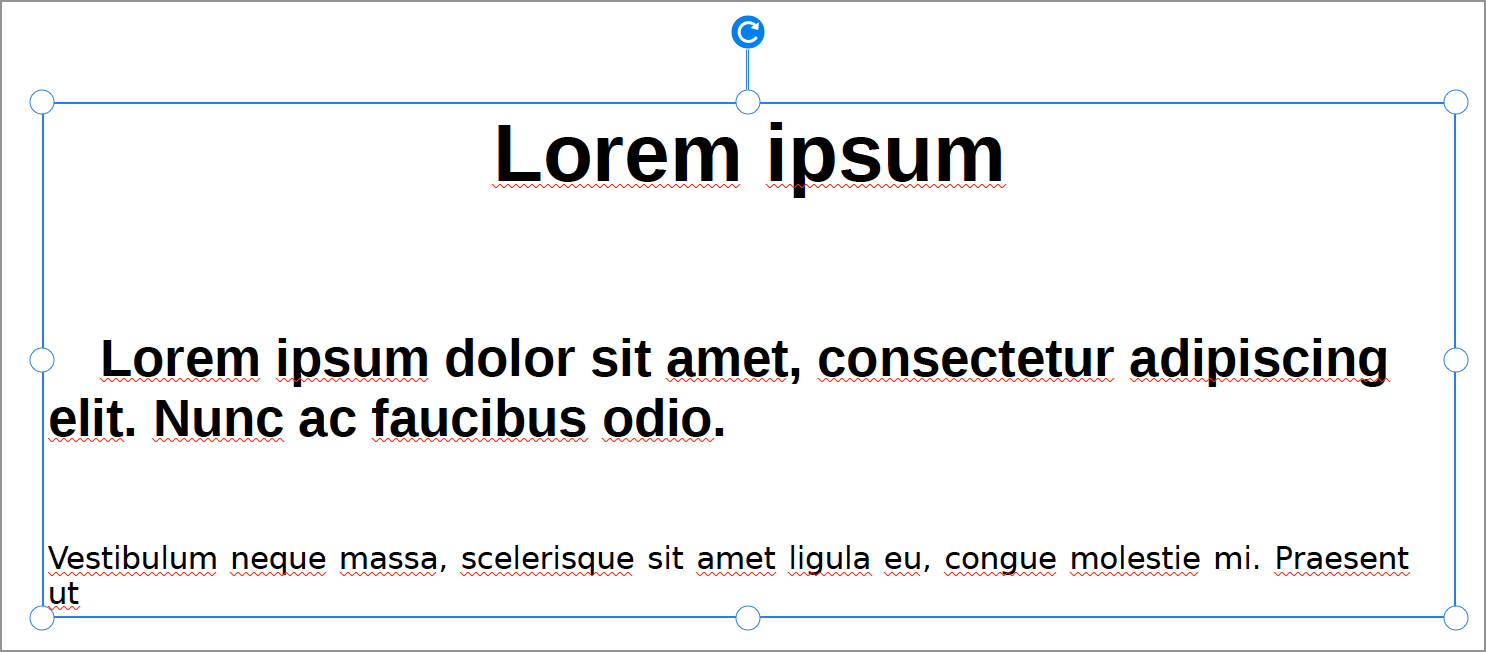 Lorem ipsum
Lorem ipsum dolor sit amet, consectetur adipiscing
elit. Nunc ac faucibus odio.
Vestibulum neque massa, scelerisque sit amet ligula eu, congue molestie mi. Praesent
ut